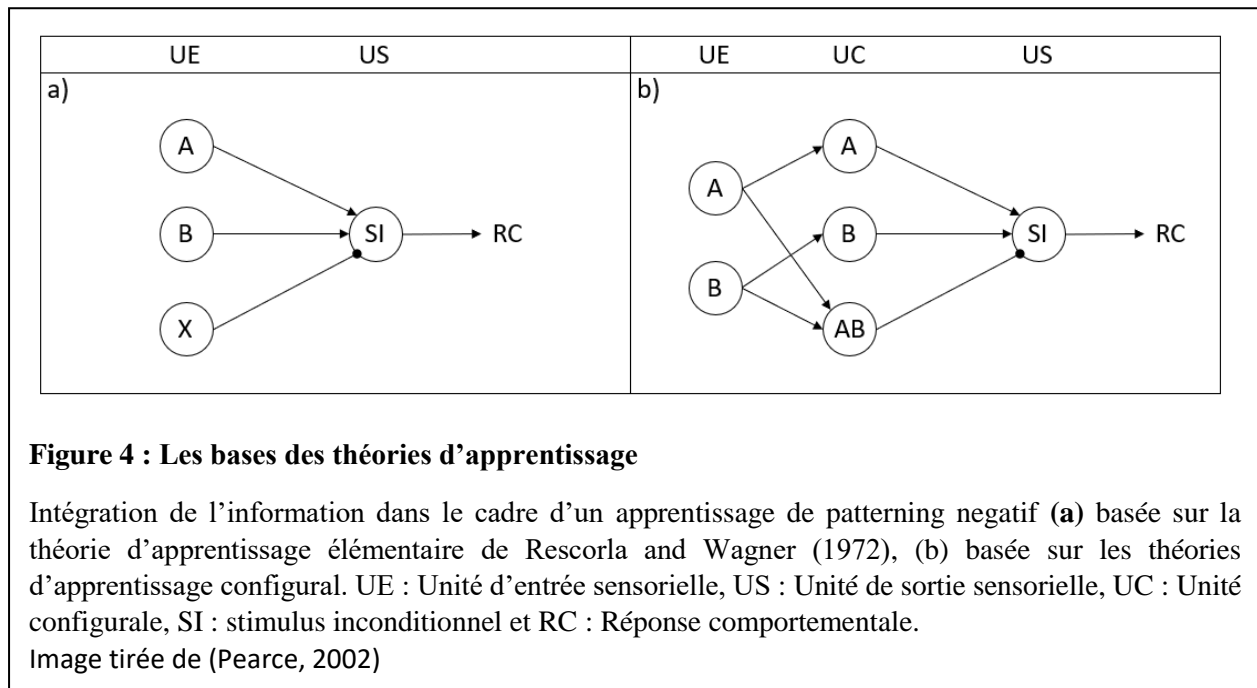 UE US UE UC US
a) b)
A A
A
B SI RC B SI RC
B
X AB
Figure 4 : Les bases des théories d’apprentissage
Intégration de l’information dans le cadre d’un apprentissage de patterning negatif (a) basée sur la
théorie d’apprentissage élémentaire de Rescorla and Wagner (1972), (b) basée sur les théories
d’apprentissage configural. UE : Unité d’entrée sensorielle, US : Unité de sortie sensorielle, UC : Unité
configurale, SI : stimulus inconditionnel et RC : Réponse comportementale.
Image tirée de (Pearce, 2002)